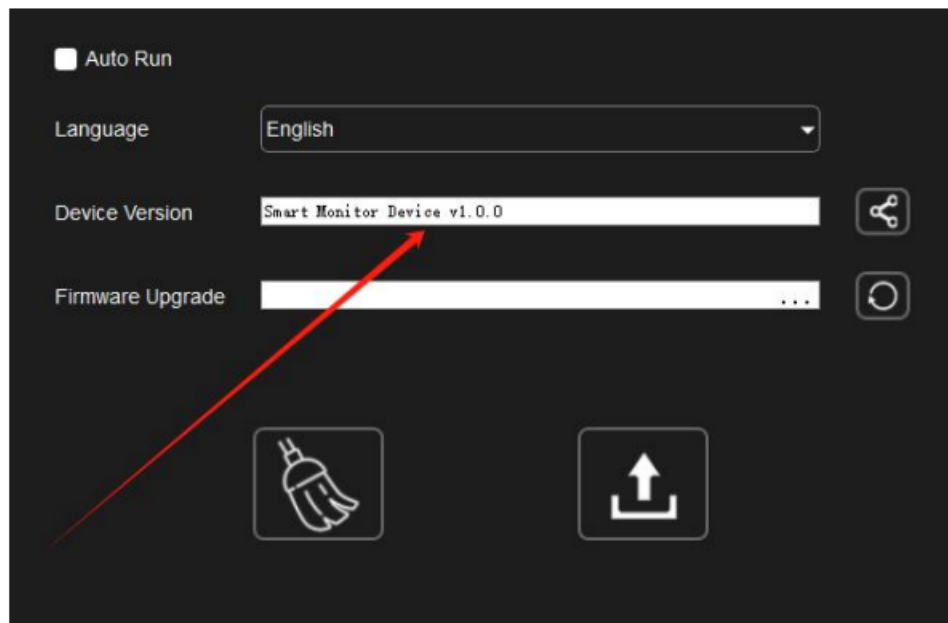 Auto Run
Language English
Device Version Smart Monitor Device v1.0.0
Firmware Upgrade ...